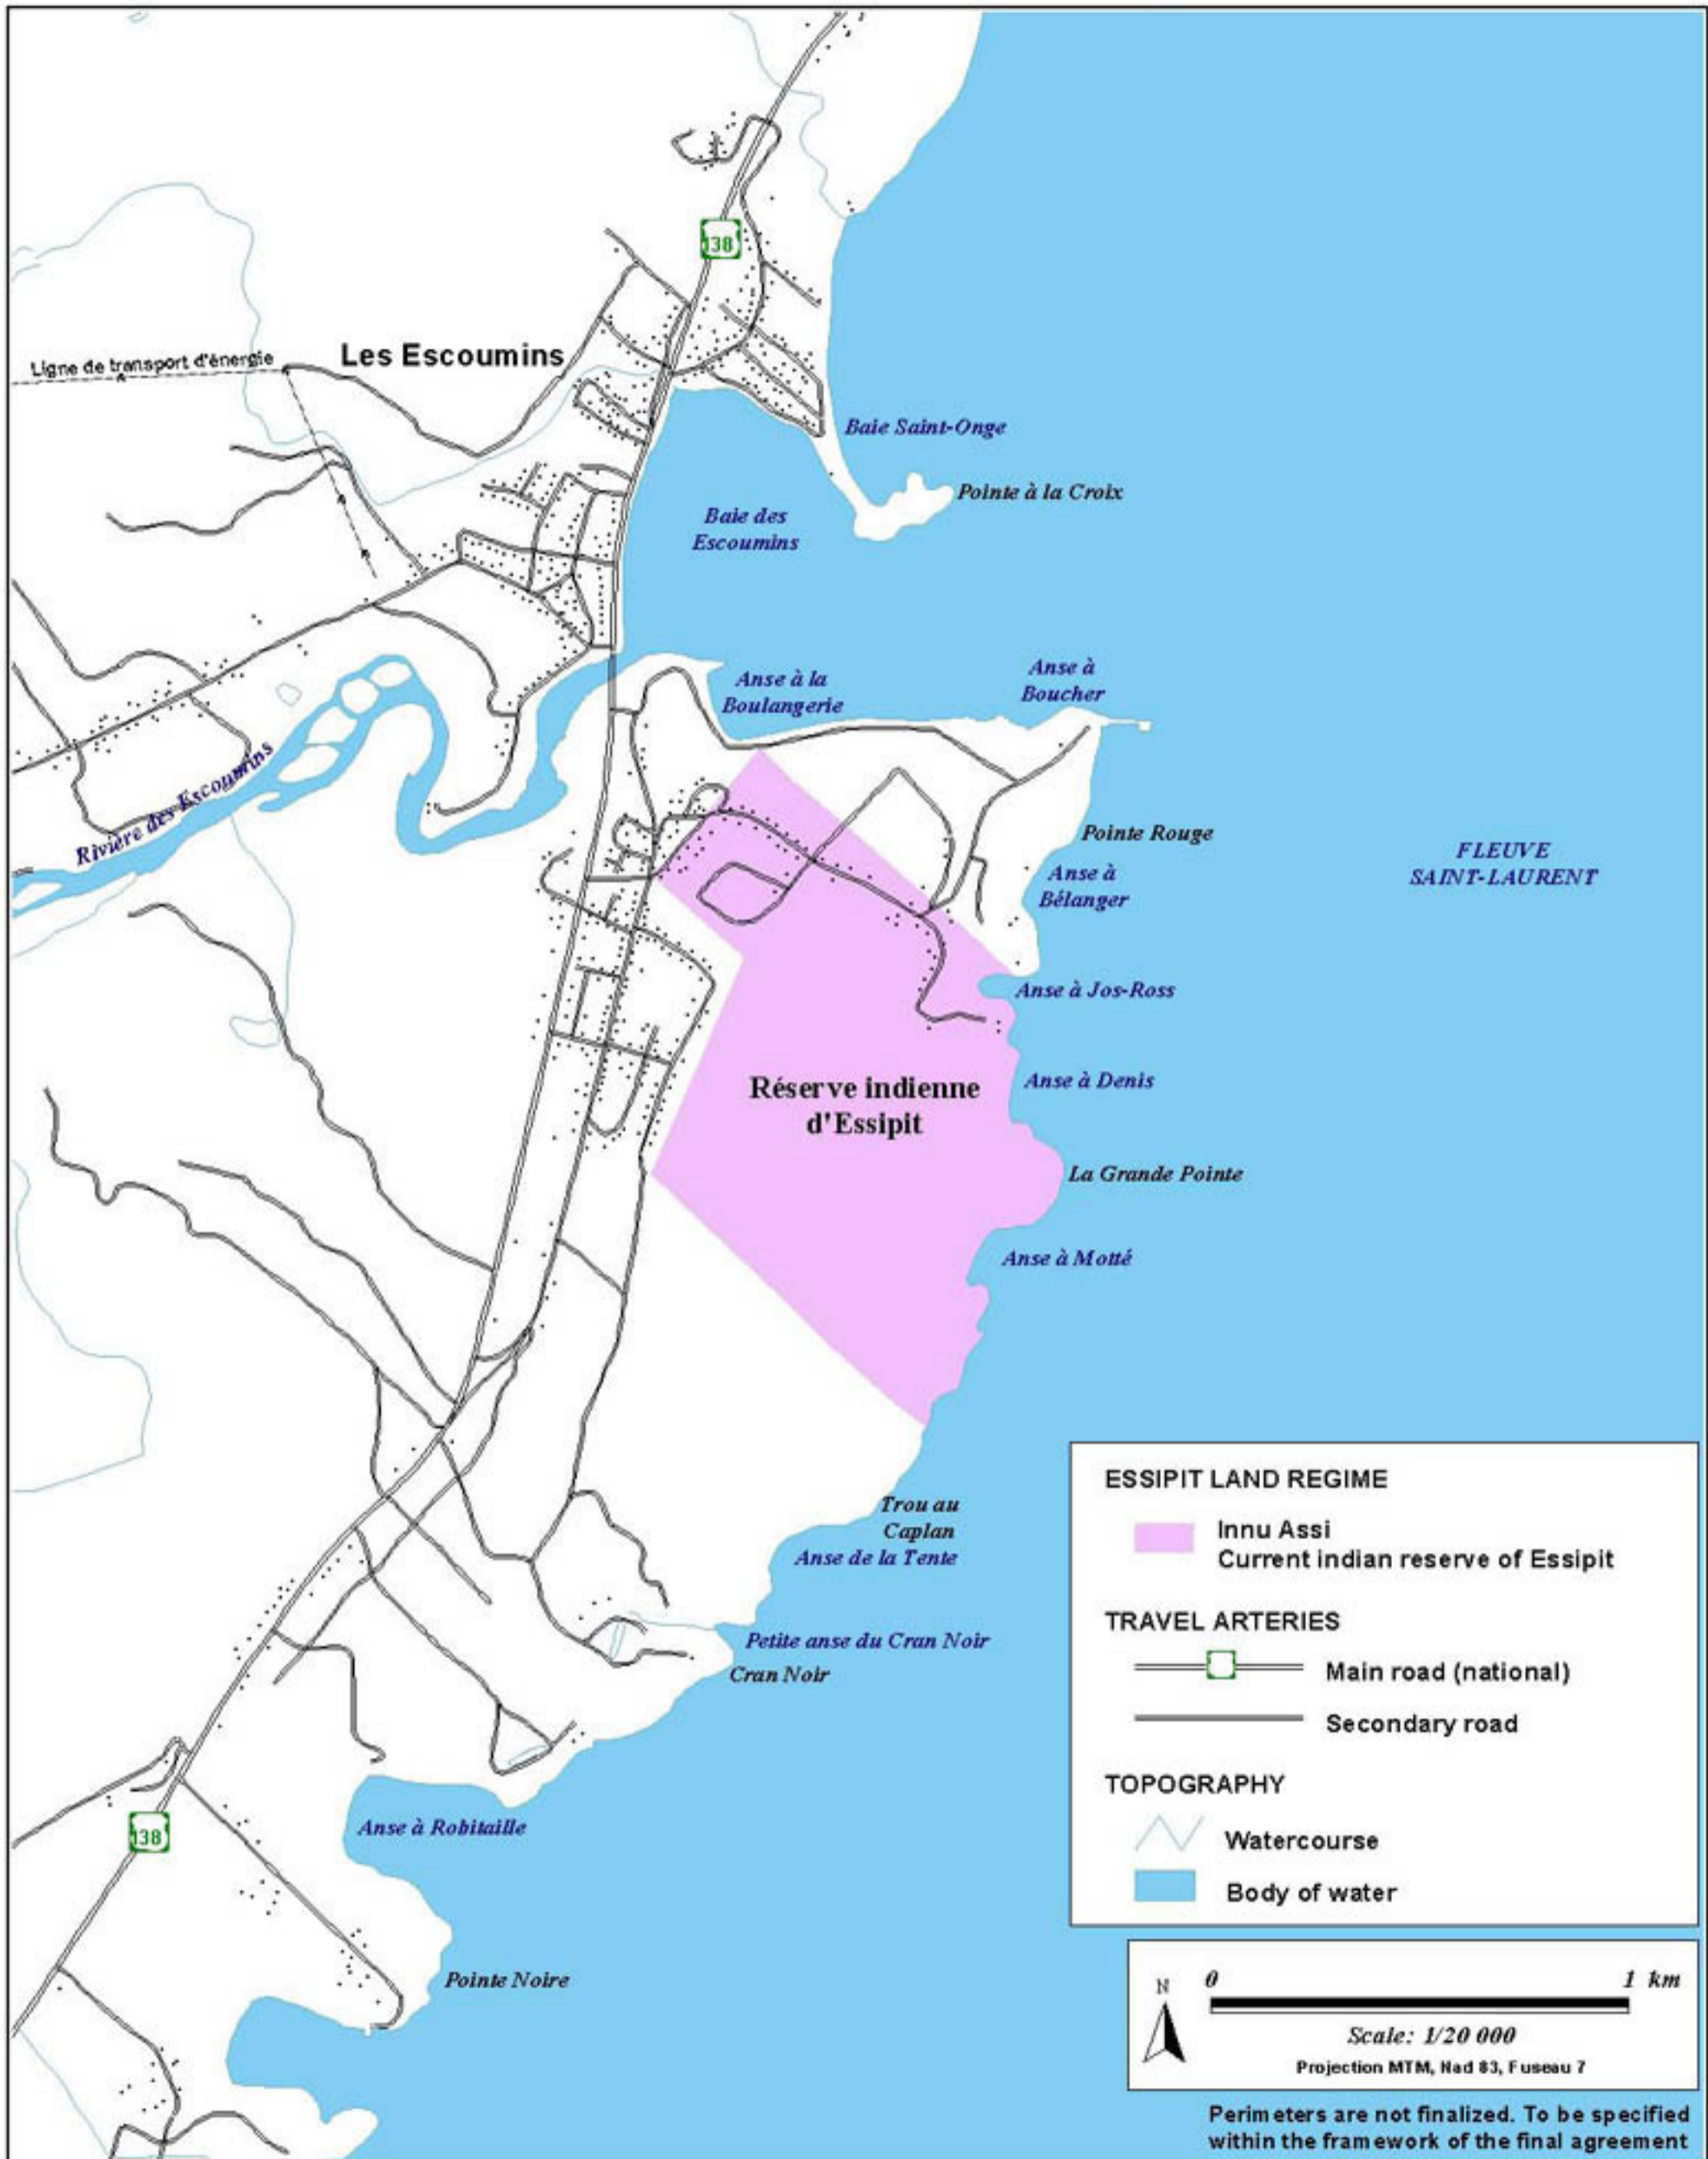 138
Ligne de transport d'énergie
Les Escoumins
Baie Saint-Onge
Pointe à la Croix
Baie des
Escoumins
Anse à la
Boulangerie
Anse à
Boucher
Rivière des Escoumins
Pointe Rouge
Anse à
Bélanger
FLEUVE
SAINT-LAURENT
Anse à Jos-Ross
Réserve indienne
d'Essipit
Anse à Denis
La Grande Pointe
Anse à Motté
Trou au
Caplan
Anse de la Tente
Petite anse du Cran Noir
Cran Noir
138
Anse à Robitaille
Pointe Noire
ESSIPIT LAND REGIME
Innu Assi
Current indian reserve of Essipit
TRAVEL ARTERIES
Main road (national)
Secondary road
TOPOGRAPHY
Watercourse
Body of water
N
0 1 km
Scale: 1/20 000
Projection MTM, Nad 83, Fuseau 7
Perimeters are not finalized. To be specified
within the framework of the final agreement